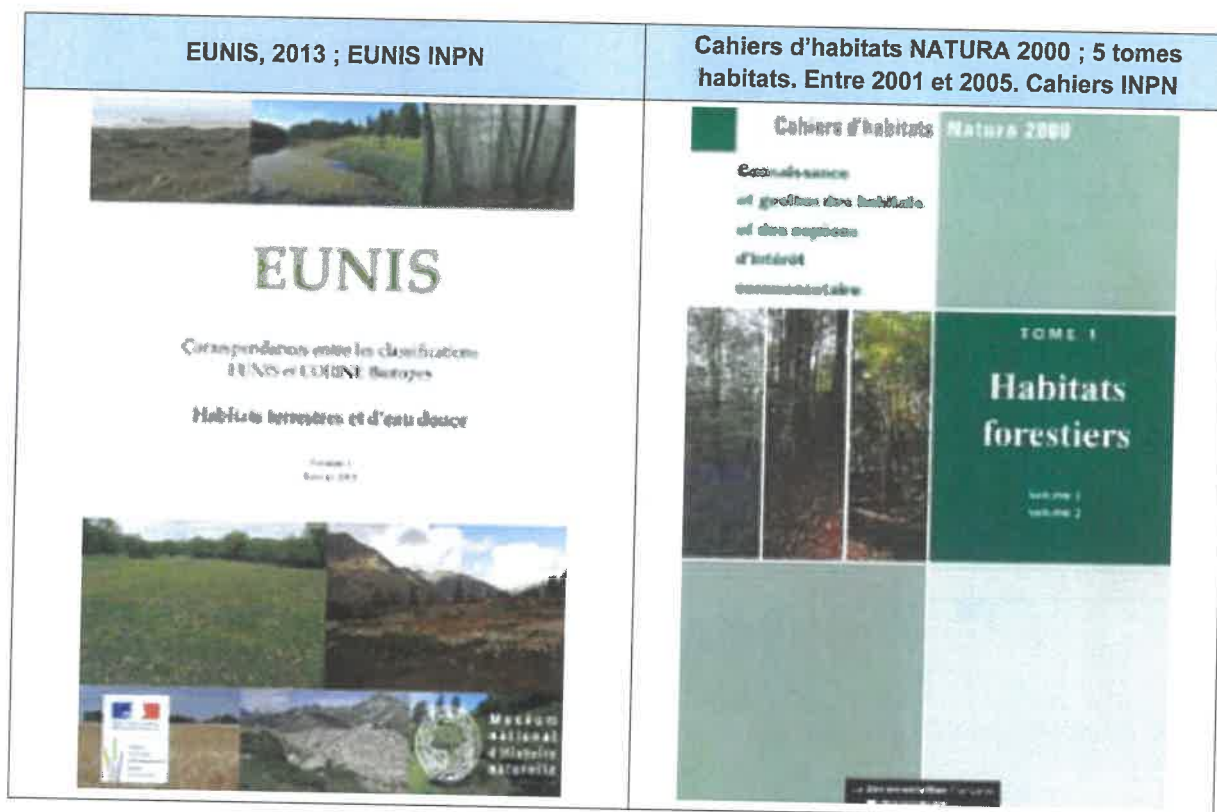 EUNIS, 2013 ; EUNIS INPN
Cahiers d'habitats NATURA 2000 ; 5 tomes
habitats. Entre 2001 et 2005. Cahiers INPN
EUNIS
Correspondances entre les classifications
EUNIS et CORINE Biotopes
Habitats terrestres et d'eau douce
Muséum
national
d'Histoire
naturelle
Cahiers d'habitats Natura 2000
Connaissance
et gestion des habitats
et des espèces
d'intérêt
communautaire
TOME 1
Habitats
forestiers
volume 1
volume 2
La documentation Française